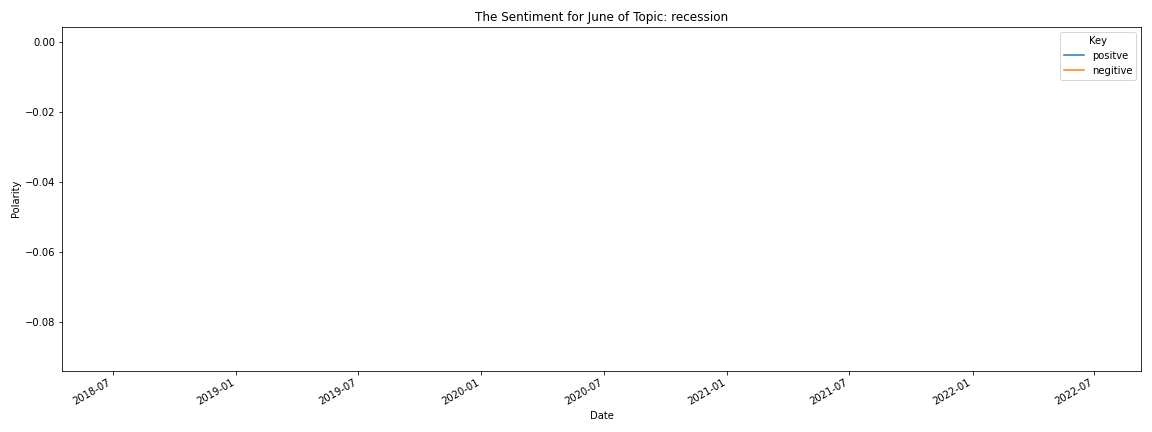 The Sentiment for June of Topic: recession
Key
positve
negitive
Polarity
0.00
−0.02
−0.04
−0.06
−0.08
2018-07
2019-01
2019-07
2020-01
2020-07
2021-01
2021-07
2022-01
2022-07
Date